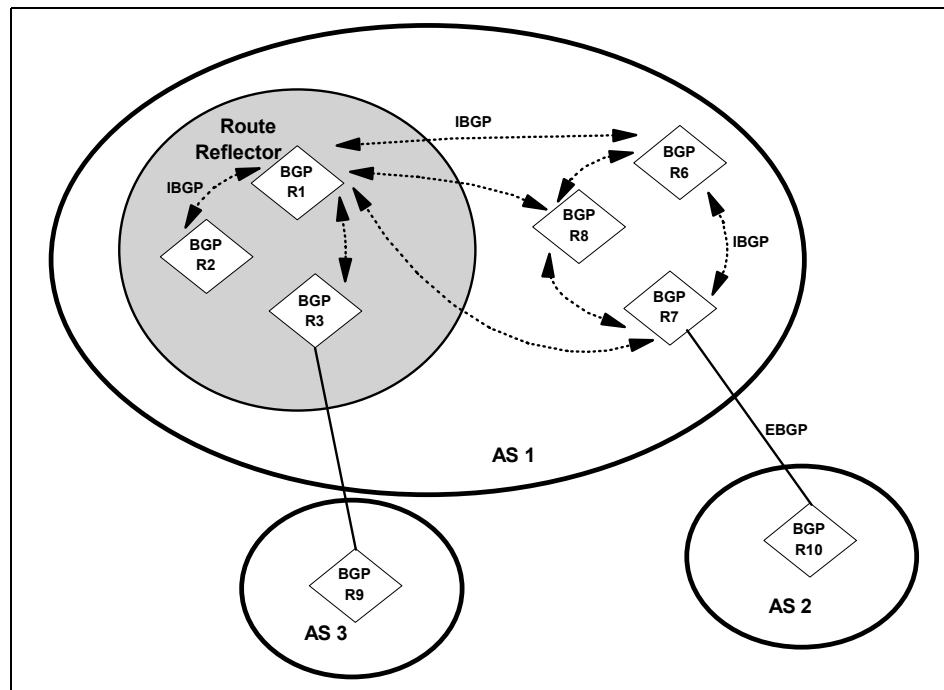 Route
Reflector
IBGP
BGP
R1
BGP
R6
IBGP
BGP
R2
BGP
R8
IBGP
BGP
R3
BGP
R7
AS 1
EBGP
BGP
R10
AS 2
BGP
R9
AS 3